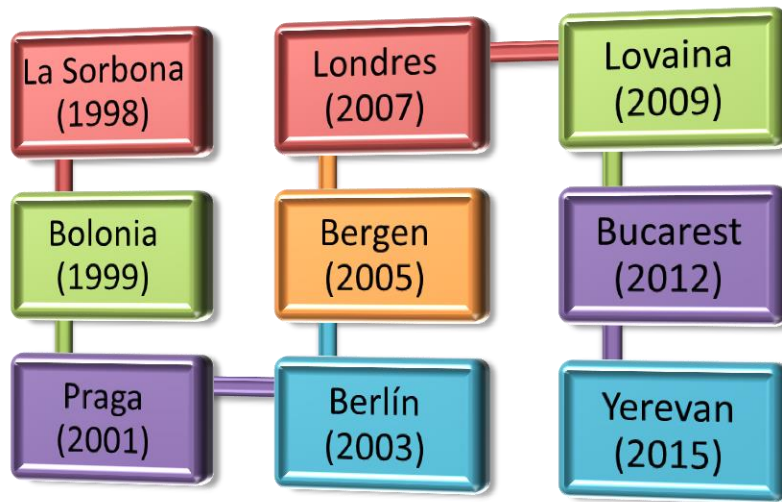 La Sorbona
(1998)
Bolonia
(1999)
Praga
(2001)
Berlín
(2003)
Bergen
(2005)
Londres
(2007)
Lovaina
(2009)
Bucarest
(2012)
Yerevan
(2015)